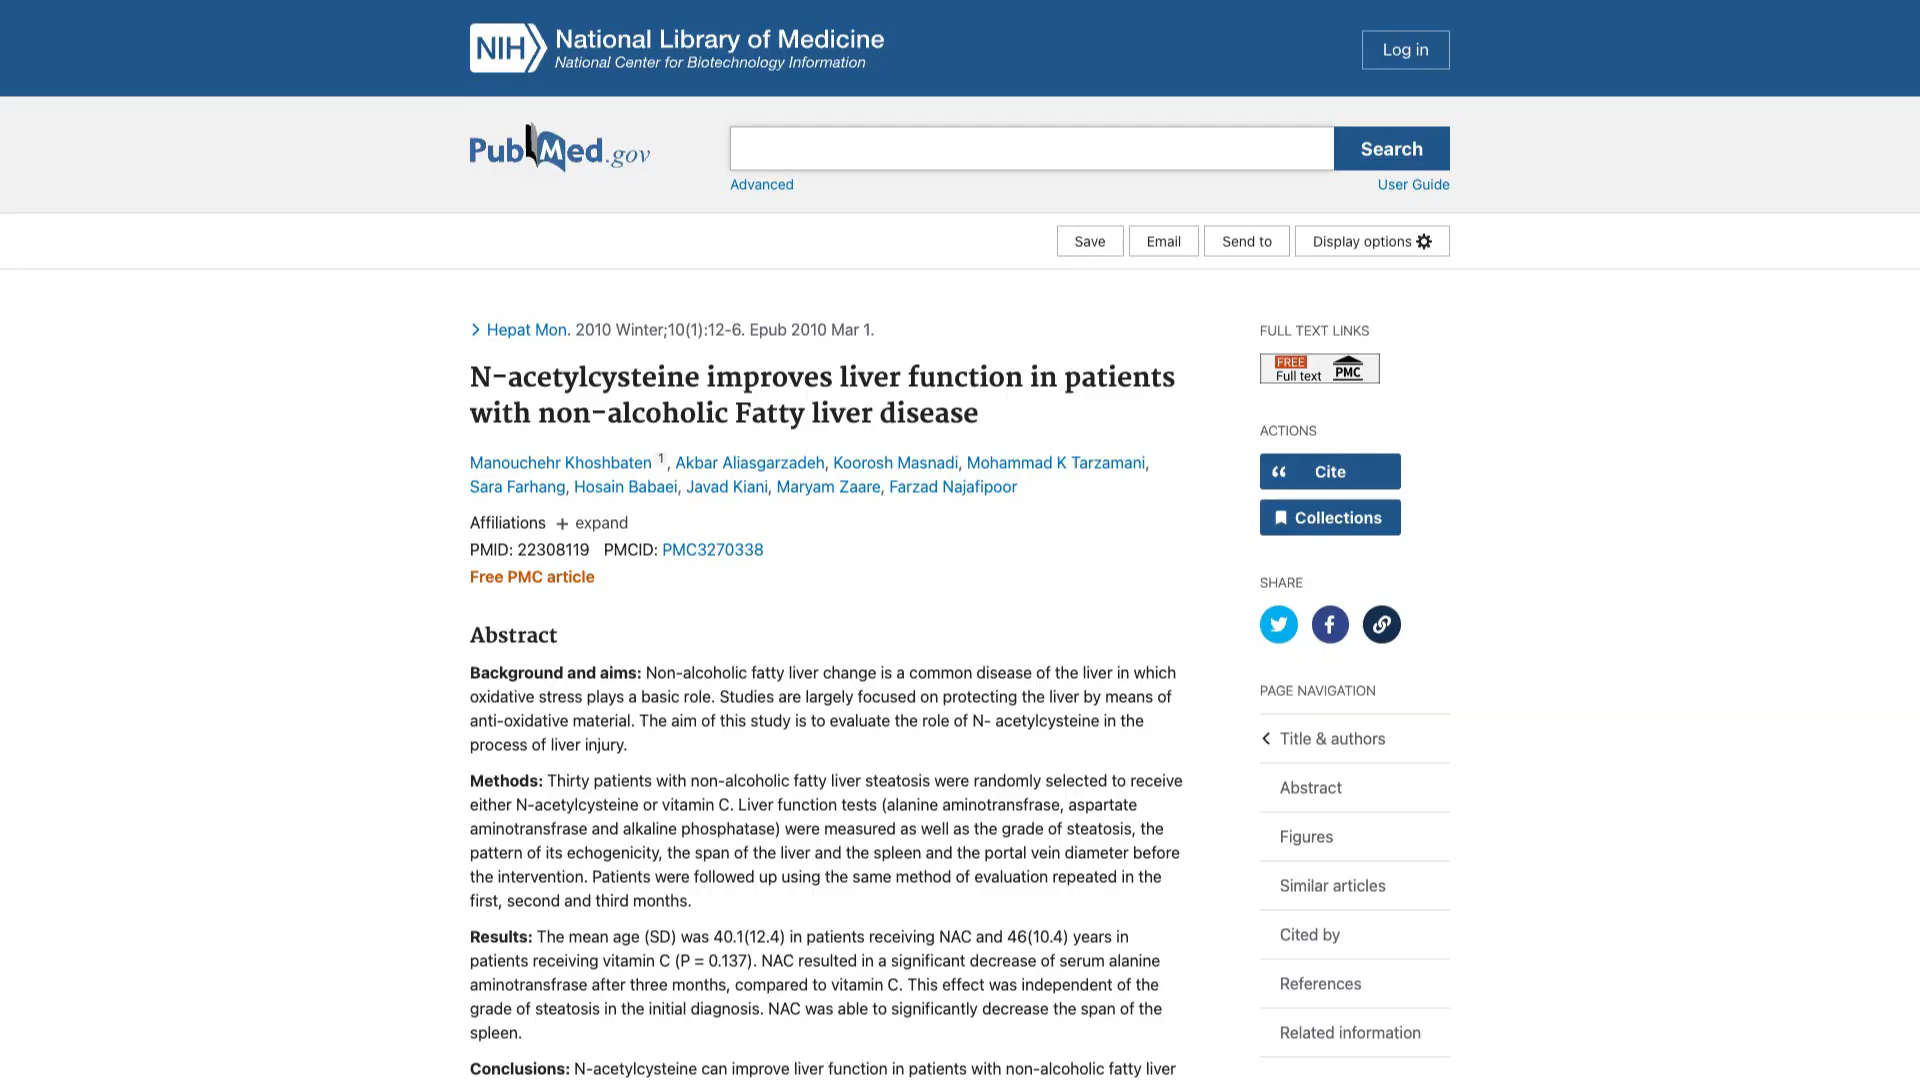 NIH National Library of Medicine
National Center for Biotechnology Information
Log in
PubMed.gov
Search
Advanced
User Guide
Save
Email
Send to
Display options
Hepat Mon. 2010 Winter;10(1):12-6. Epub 2010 Mar 1.
N-acetylcysteine improves liver function in patients
with non-alcoholic Fatty liver disease
Manouchehr Khoshbaten 1, Akbar Aliasgarzadeh, Koorosh Masnadi, Mohammad K Tarzamani,
Sara Farhang, Hosain Babaei, Javad Kiani, Maryam Zaare, Farzad Najafipoor
Affiliations + expand
PMID: 22308119 PMCID: PMC3270338
Free PMC article
Abstract
Background and aims: Non-alcoholic fatty liver change is a common disease of the liver in which
oxidative stress plays a basic role. Studies are largely focused on protecting the liver by means of
anti-oxidative material. The aim of this study is to evaluate the role of N- acetylcysteine in the
process of liver injury.
Methods: Thirty patients with non-alcoholic fatty liver steatosis were randomly selected to receive
either N-acetylcysteine or vitamin C. Liver function tests (alanine aminotransfrase, aspartate
aminotransfrase and alkaline phosphatase) were measured as well as the grade of steatosis, the
pattern of its echogenicity, the span of the liver and the spleen and the portal vein diameter before
the intervention. Patients were followed up using the same method of evaluation repeated in the
first, second and third months.
Results: The mean age (SD) was 40.1(12.4) in patients receiving NAC and 46(10.4) years in
patients receiving vitamin C (P = 0.137). NAC resulted in a significant decrease of serum alanine
aminotransfrase after three months, compared to vitamin C. This effect was independent of the
grade of steatosis in the initial diagnosis. NAC was able to significantly decrease the span of the
spleen.
Conclusions: N-acetylcysteine can improve liver function in patients with non-alcoholic fatty liver
FULL TEXT LINKS
FREE
Full text PMC
ACTIONS
Cite
Collections
SHARE
PAGE NAVIGATION
Title & authors
Abstract
Figures
Similar articles
Cited by
References
Related information